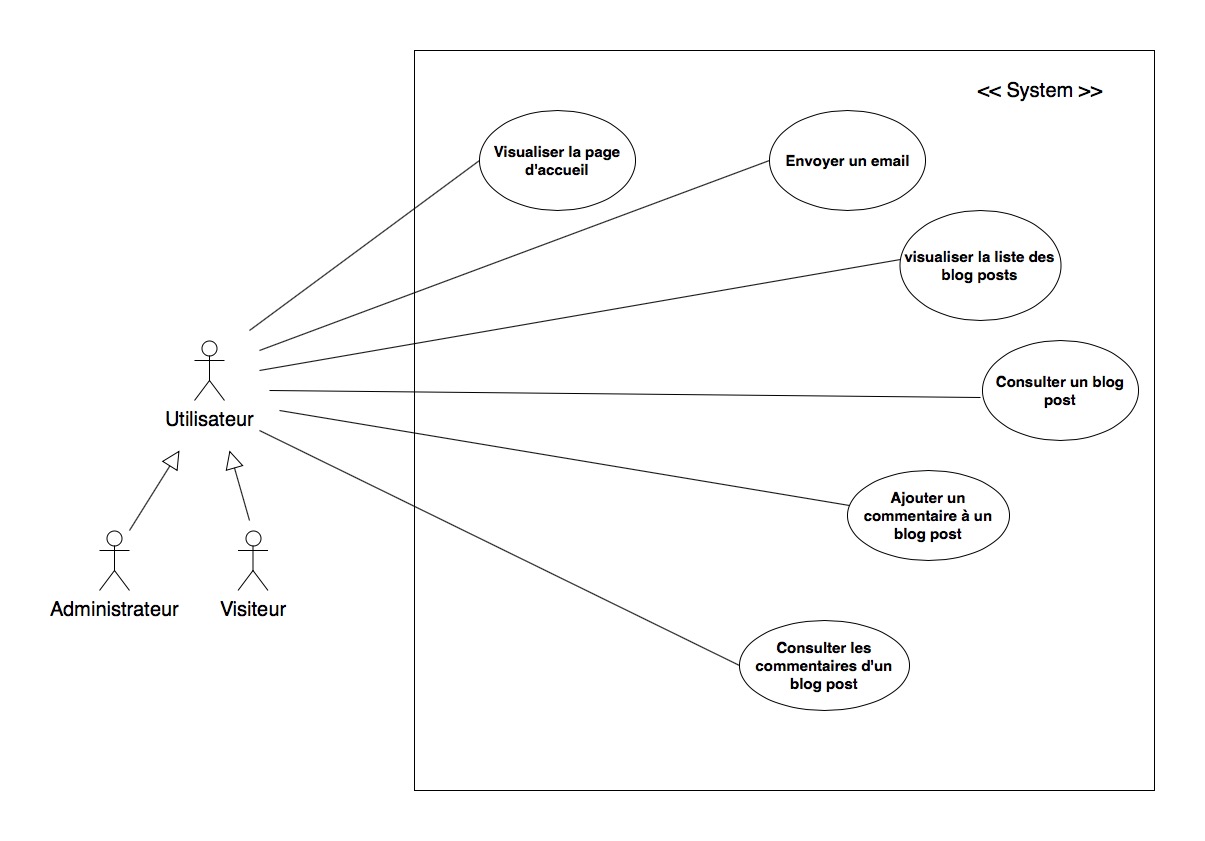 << System >>
Visualiser la page
d'accueil
Envoyer un email
visualiser la liste des
blog posts
Consulter un blog
post
Utilisateur
Ajouter un
commentaire à un
blog post
Administrateur
Visiteur
Consulter les
commentaires d'un
blog post